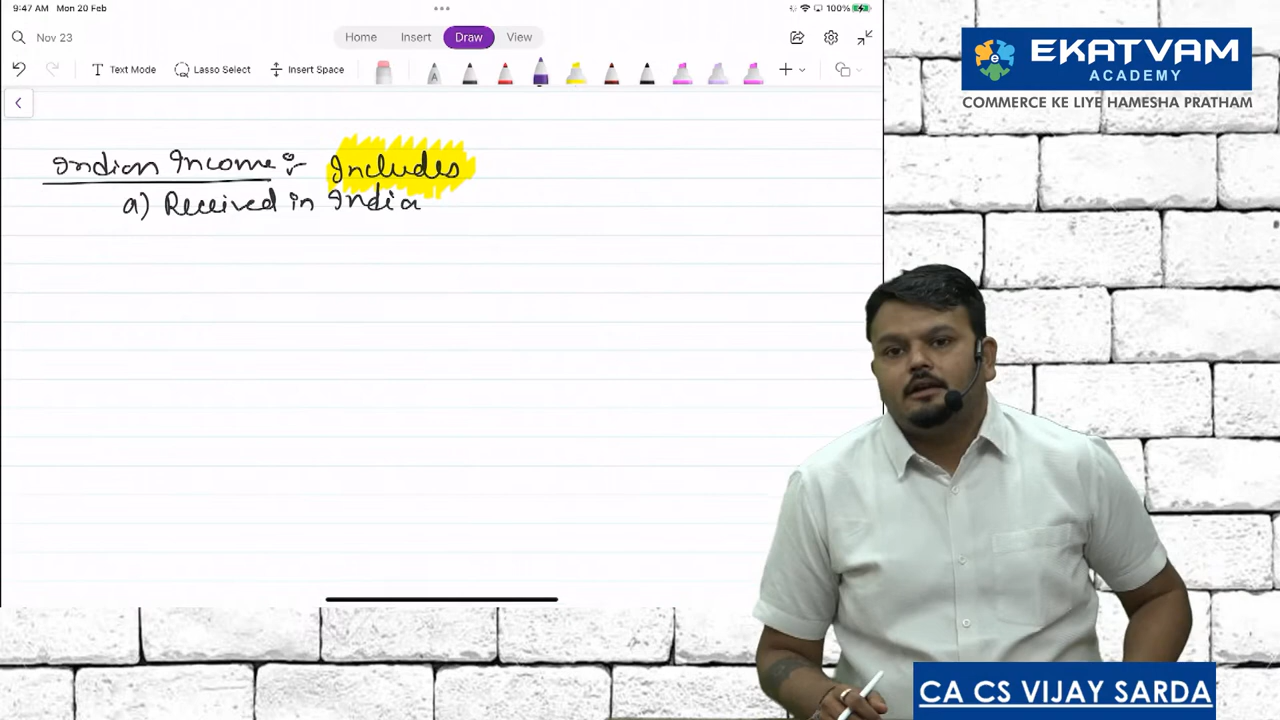 9:47 AM Mon 20 Feb
100%
Nov 23
Home Insert Draw View
Text Mode Lasso Select Insert Space
EKATVAM
ACADEMY
COMMERCE KE LIYE HAMESHA PRATHAM
Indian Income :- Includes
a) Received in India
CA CS VIJAY SARDA